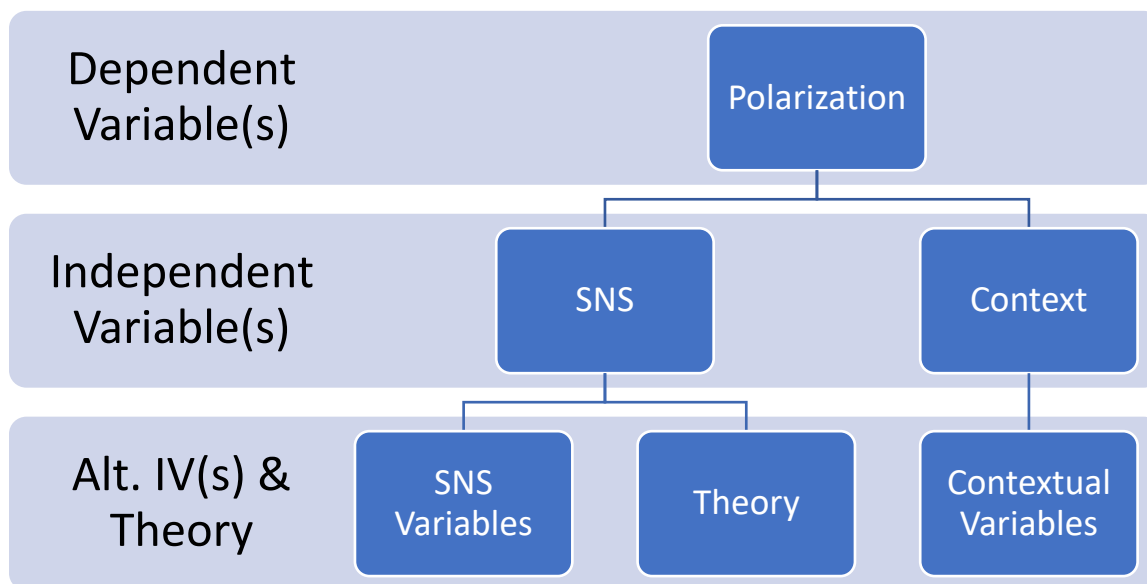 Dependent
Variable(s)
Polarization
Independent
Variable(s)
SNS
Context
Alt. IV(s) &
Theory
SNS
Variables
Theory
Contextual
Variables